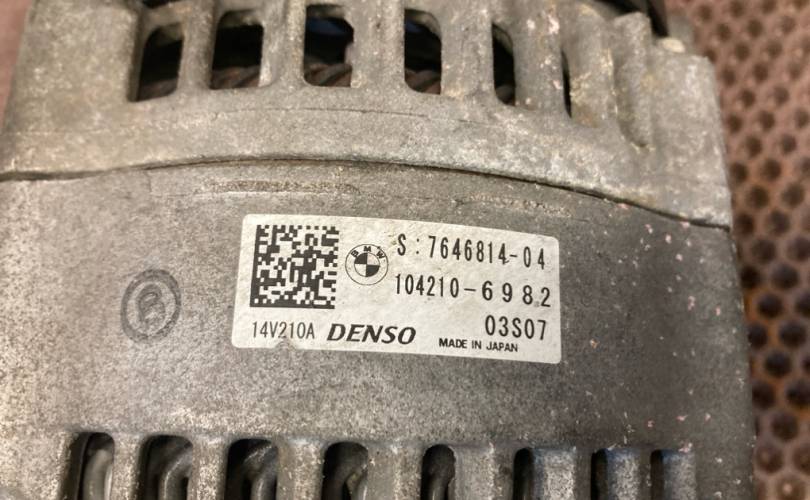 BMW
S:7646814-04
104210-6982
03S07
14V210A DENSO MADE IN JAPAN
B